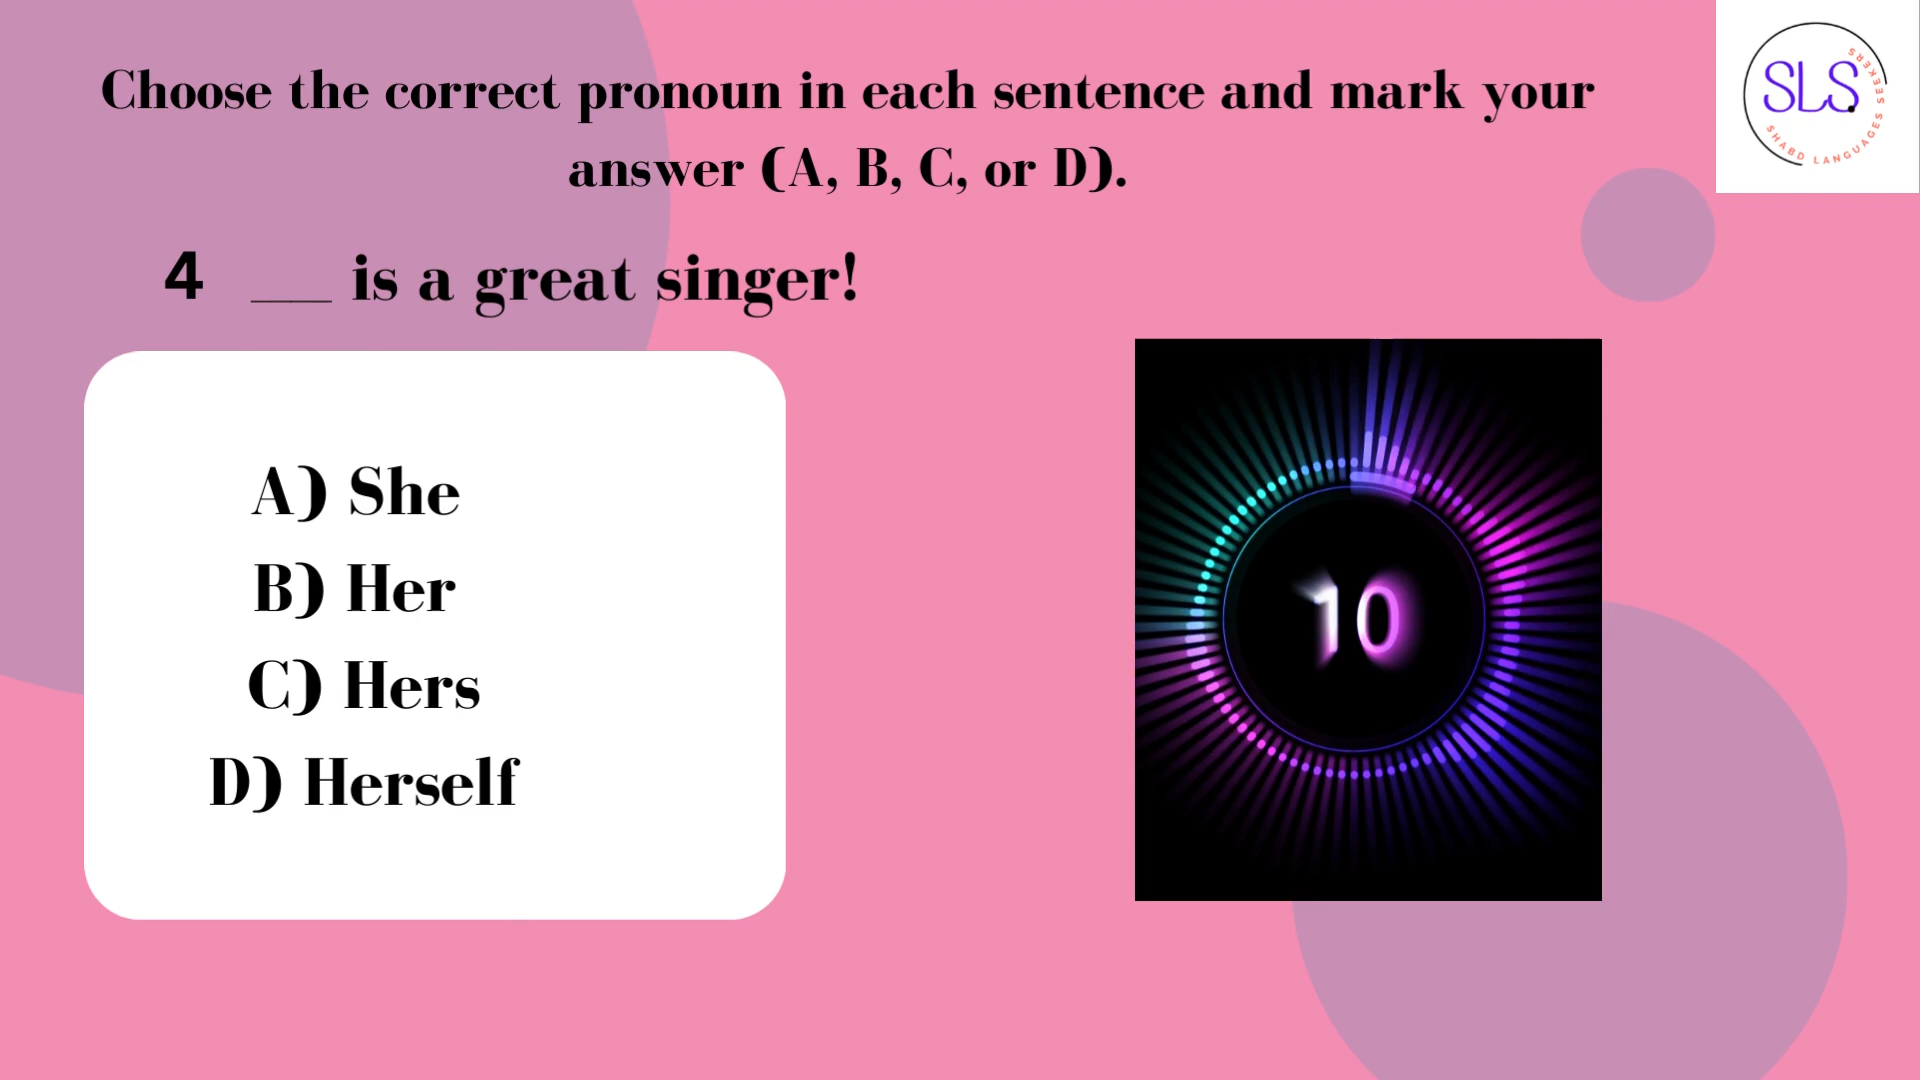 Choose the correct pronoun in each sentence and mark your
answer (A, B, C, or D).
4 ___ is a great singer!
A) She
B) Her
C) Hers
D) Herself
10
SLS.
SHABD LANGUAGES SEEKERS